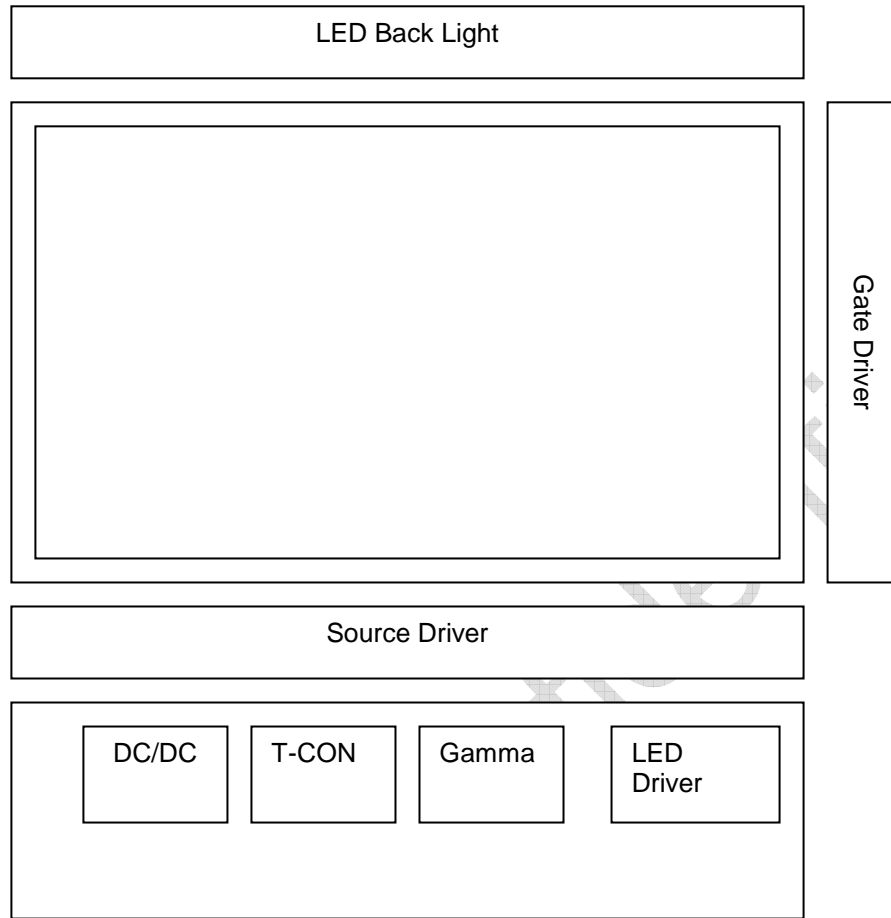 LED Back Light
Gate Driver
Source Driver
DC/DC
T-CON
Gamma
LED
Driver